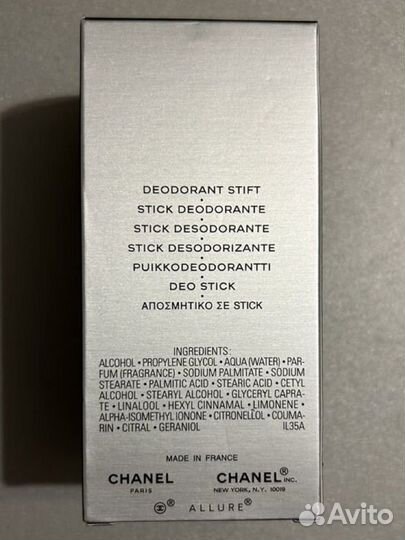 DEODORANT STIFT
•
STICK DEODORANTE
•
STICK DESODORANTE
•
STICK DESODORIZANTE
•
PUIKKODEODORANTTI
•
DEO STICK
•
ΑΠΟΣΜΗΤΙΚΟ ΣΕ STICK
INGREDIENTS:
ALCOHOL • PROPYLENE GLYCOL • AQUA (WATER) • PAR-
FUM (FRAGRANCE) • SODIUM PALMITATE • SODIUM
STEARATE • PALMITIC ACID • STEARIC ACID • CETYL
ALCOHOL • STEARYL ALCOHOL • GLYCERYL CAPRA-
TE • LINALOOL • HEXYL CINNAMAL • LIMONENE •
ALPHA-ISOMETHYL IONONE • CITRONELLOL • COUMA-
RIN • CITRAL • GERANIOL IL35A
MADE IN FRANCE
CHANEL CHANEL® INC.
PARIS NEW YORK, N.Y. 10019
® ALLURE®
Avito